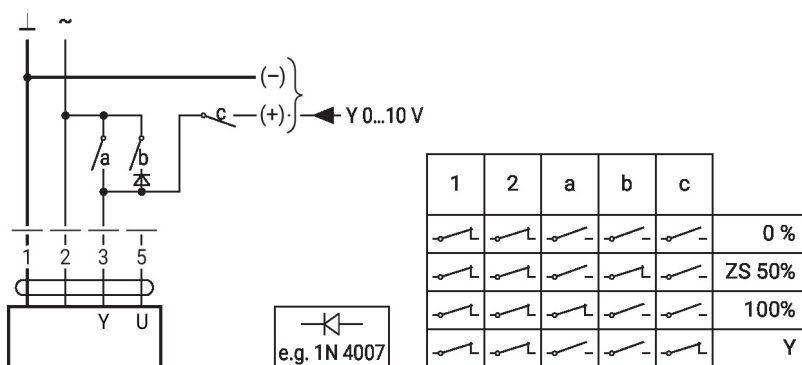 ⊥ ~
(−)
c (+) Y 0...10 V
a b
1 2 3 5
Y U
e.g. 1N 4007
1 2 a b c
0 %
ZS 50%
100%
Y